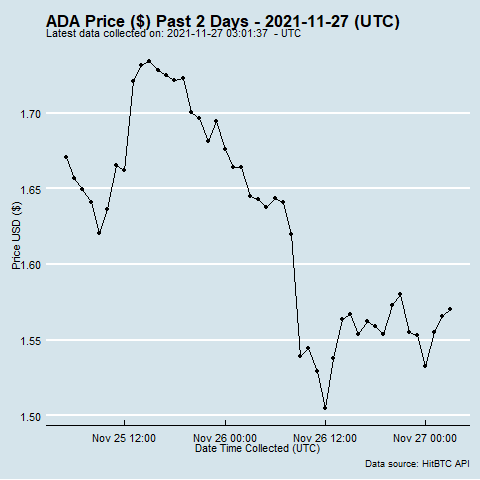 ADA Price ($) Past 2 Days - 2021-11-27 (UTC)
Latest data collected on: 2021-11-27 03:01:37 - UTC
1.70
1.65
1.60
1.55
1.50
Price USD ($)
Nov 25 12:00 Nov 26 00:00 Nov 26 12:00 Nov 27 00:00
Date Time Collected (UTC)
Data source: HitBTC API